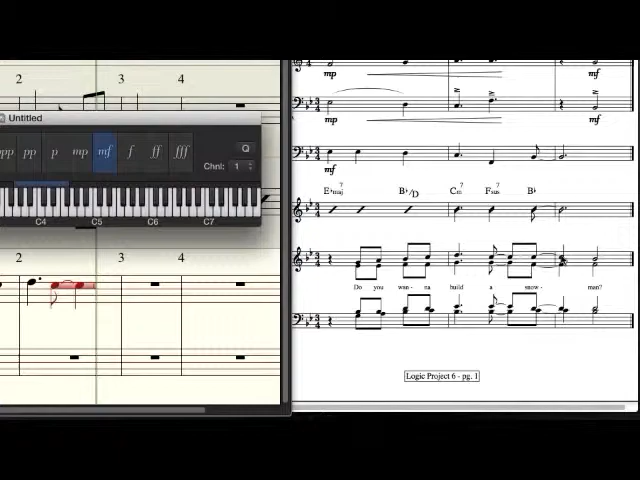 2 3 4
mp mf
mp mf
Untitled
ppp pp p mp mf f ff fff
Q
Chnl: 1
mf
E♭maj7 B♭/D Cm7 F7sus B♭
C4 C5 C6 C7
2 3 4
Do you wan- na build a snow- man?
Logic Project 6 - pg. 1